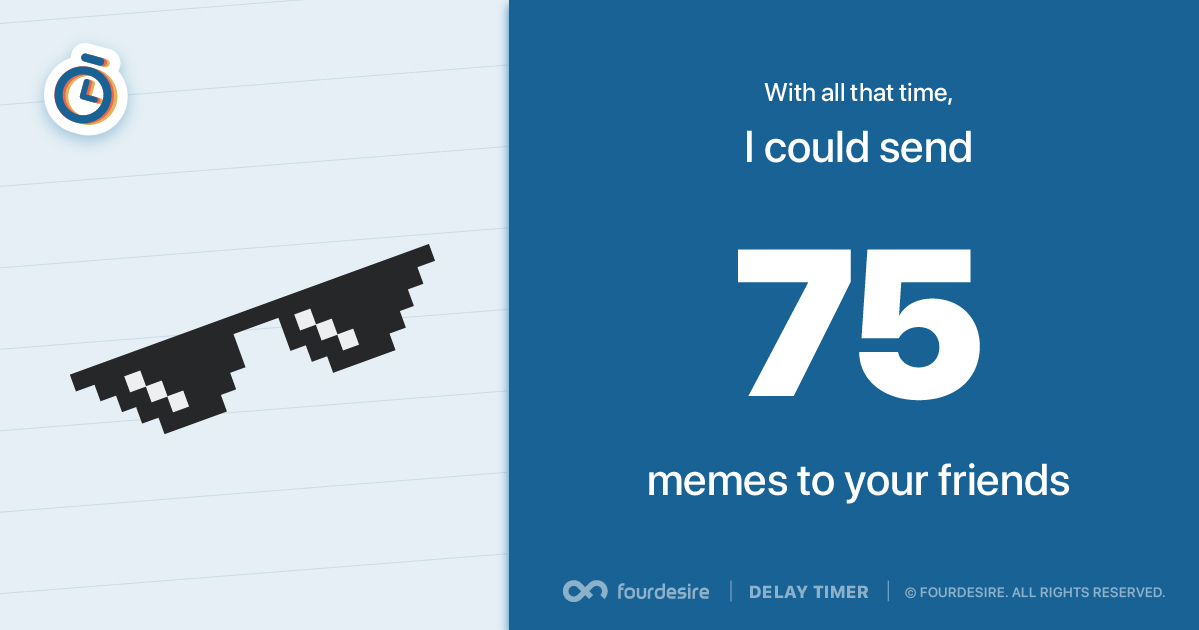 With all that time,
I could send
75
memes to your friends
fourdesire | DELAY TIMER | © FOURDESIRE. ALL RIGHTS RESERVED.